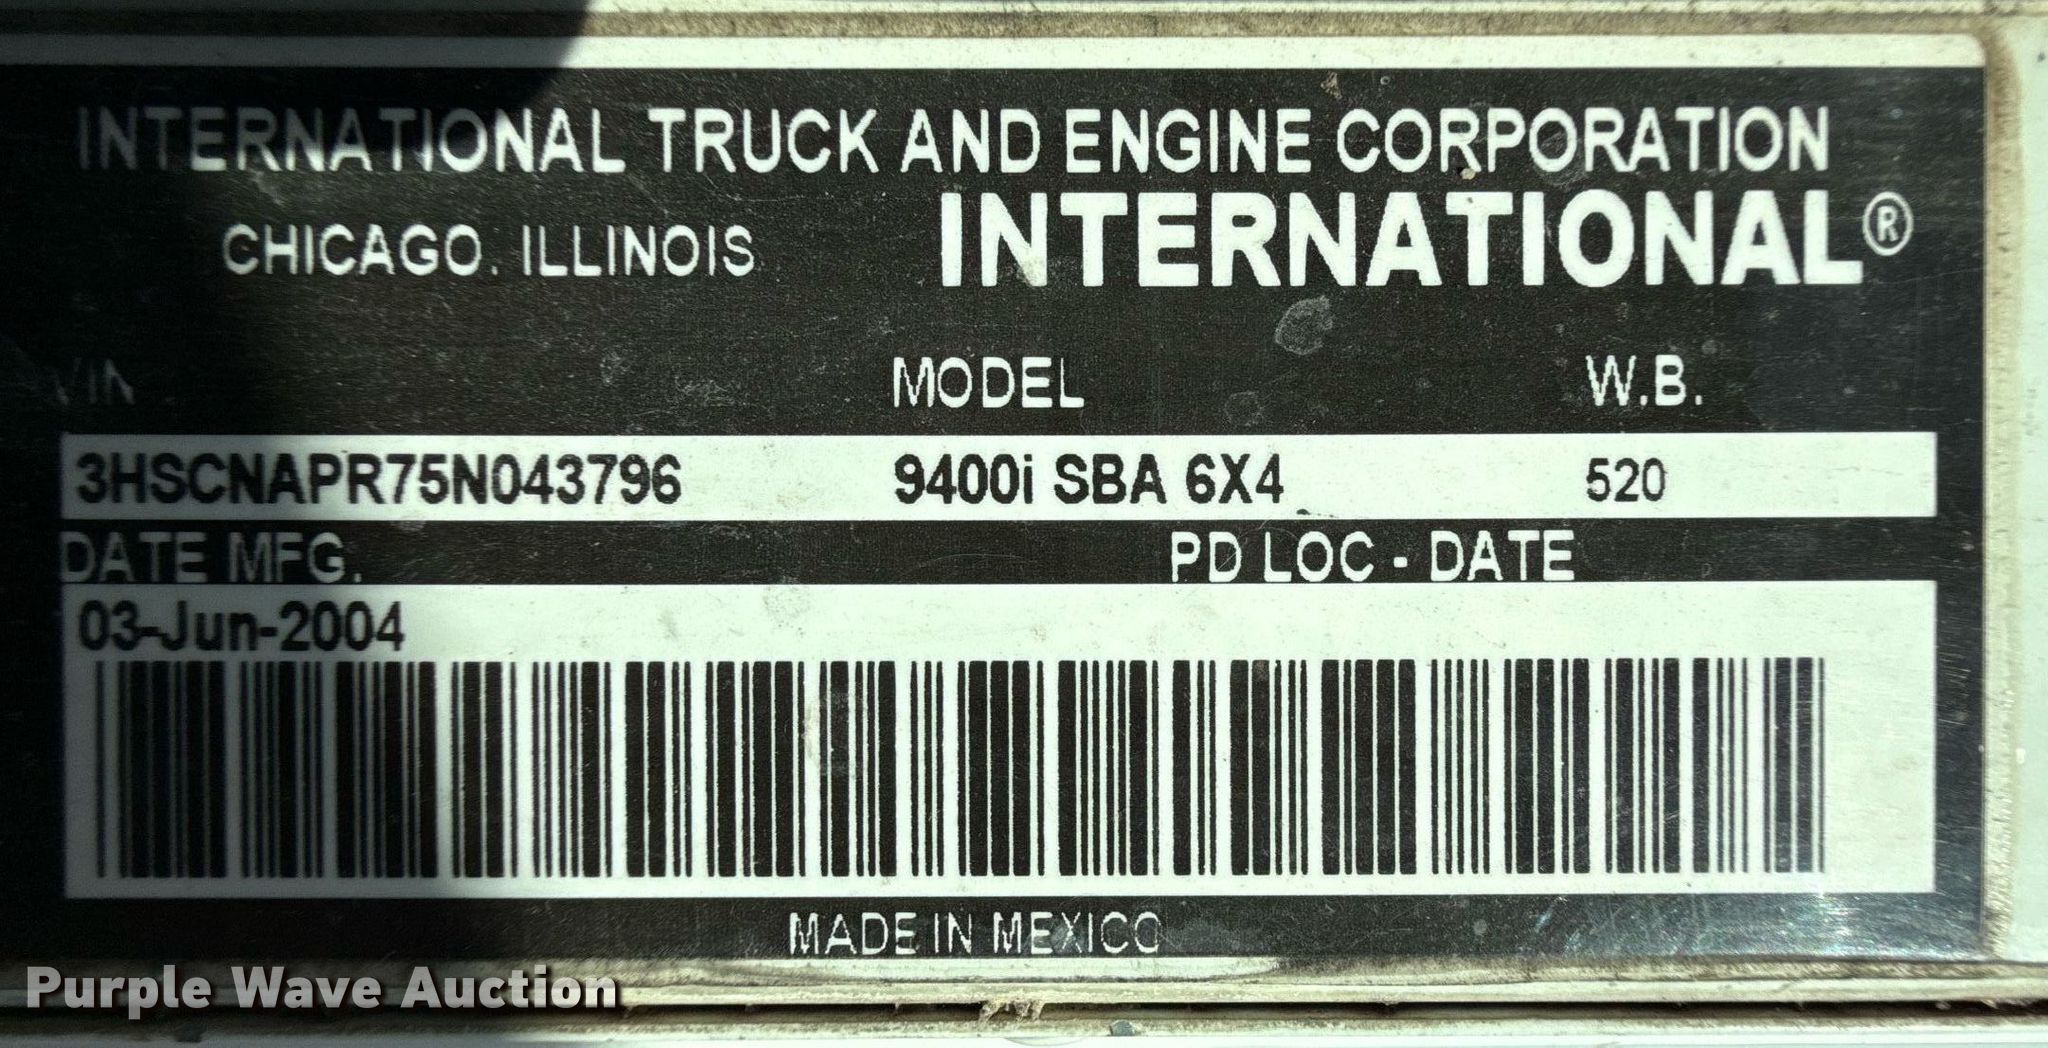 INTERNATIONAL TRUCK AND ENGINE CORPORATION
CHICAGO, ILLINOIS INTERNATIONAL®
VIN MODEL W.B.
3HSCNAPR75N043796 9400i SBA 6X4 520
DATE MFG. PD LOC - DATE
03-Jun-2004
MADE IN MEXICO
Purple Wave Auction